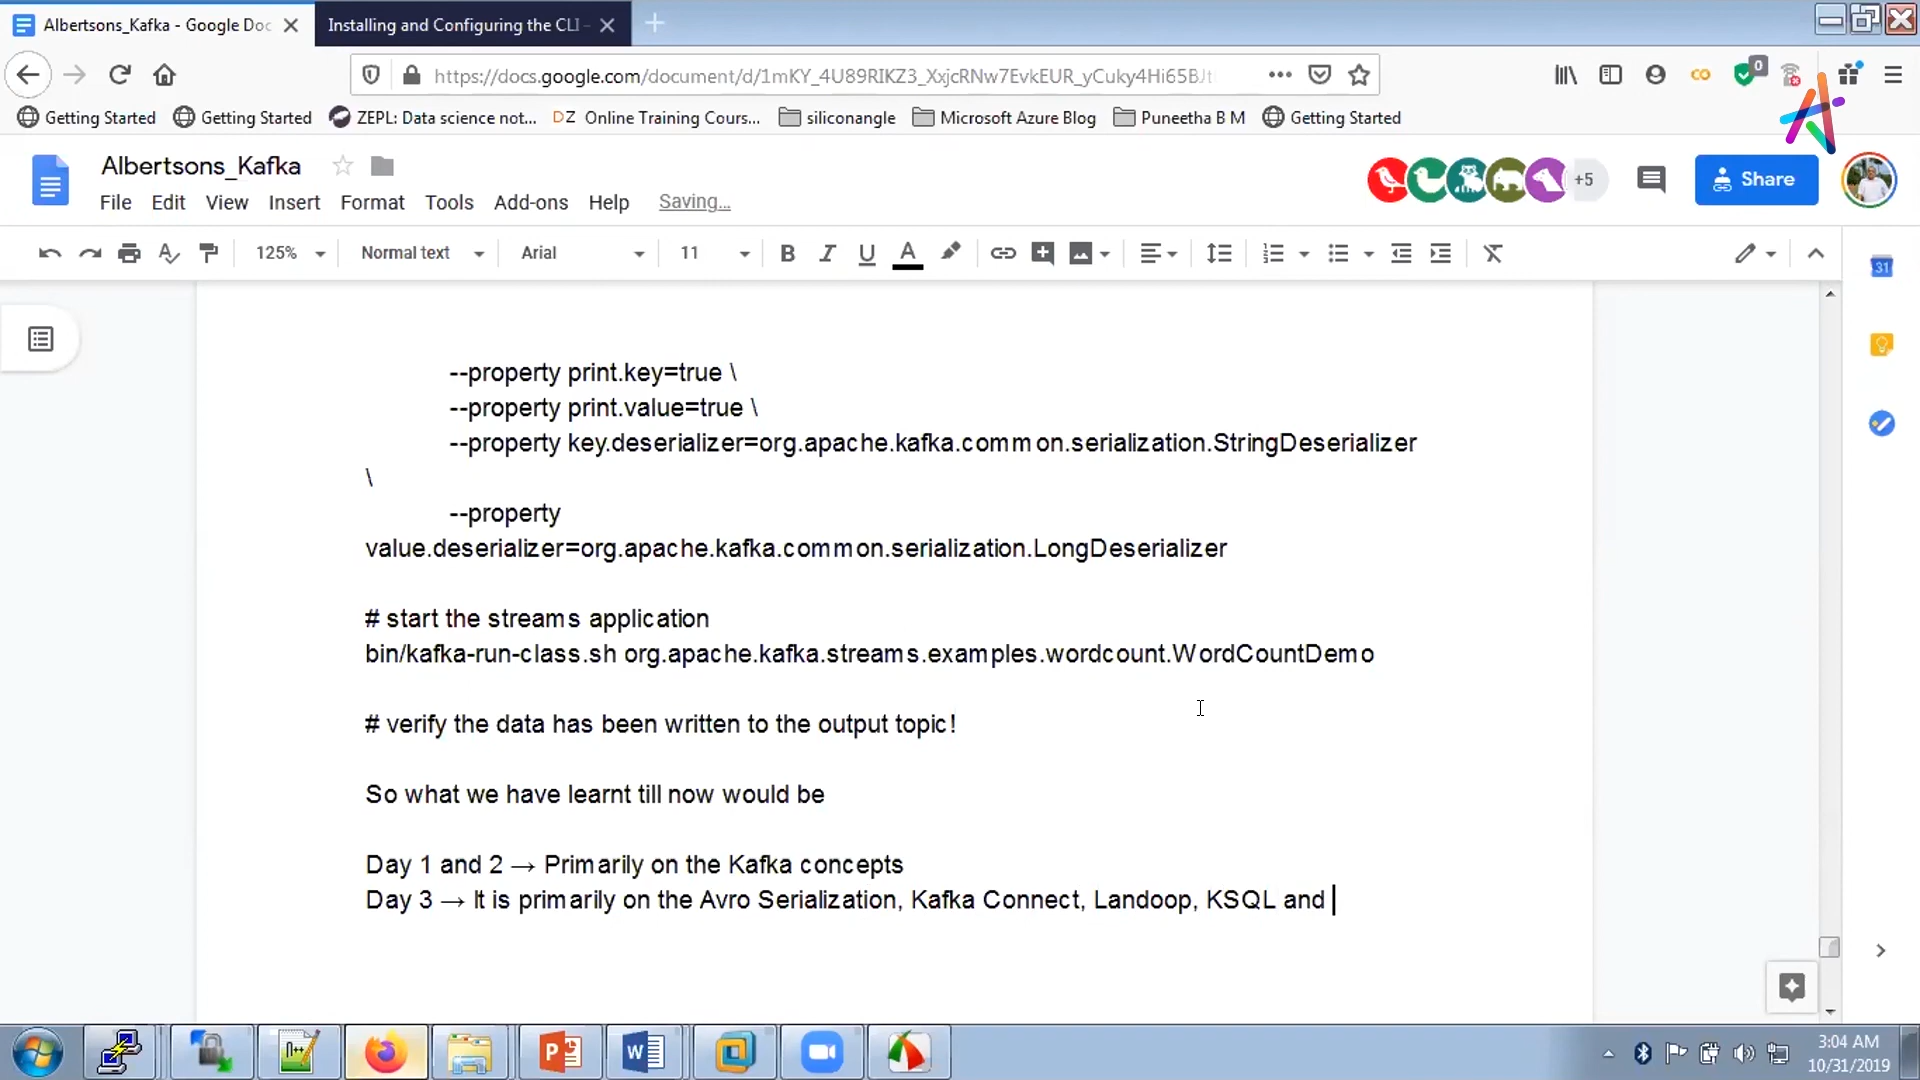 Albertsons_Kafka - Google Doc
Installing and Configuring the CLI -
https://docs.google.com/document/d/1mKY_4U89RIKZ3_XxjcRNw7EvkEUR_yCuky4Hi65BJt
0
Getting Started
Getting Started
ZEPL: Data science not...
DZ Online Training Cours...
siliconangle
Microsoft Azure Blog
Puneetha B M
Getting Started
Albertsons_Kafka
+5
Share
File Edit View Insert Format Tools Add-ons Help Saving...
125% Normal text Arial 11 B I U A
31
--property print.key=true \
--property print.value=true \
--property key.deserializer=org.apache.kafka.common.serialization.StringDeserializer
\
--property
value.deserializer=org.apache.kafka.common.serialization.LongDeserializer
# start the streams application
bin/kafka-run-class.sh org.apache.kafka.streams.examples.wordcount.WordCountDemo
# verify the data has been written to the output topic!
So what we have learnt till now would be
Day 1 and 2 → Primarily on the Kafka concepts
Day 3 → It is primarily on the Avro Serialization, Kafka Connect, Landoop, KSQL and
3:04 AM
10/31/2019